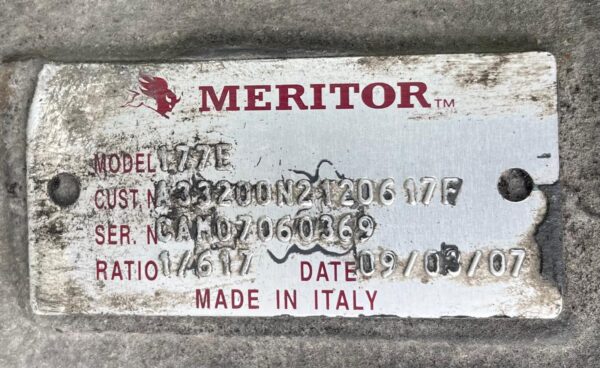 MERITOR™
MODEL 177E
CUST.N A33200N2120617F
SER. N CAM07060369
RATIO 1/617 DATE 09/03/07
MADE IN ITALY